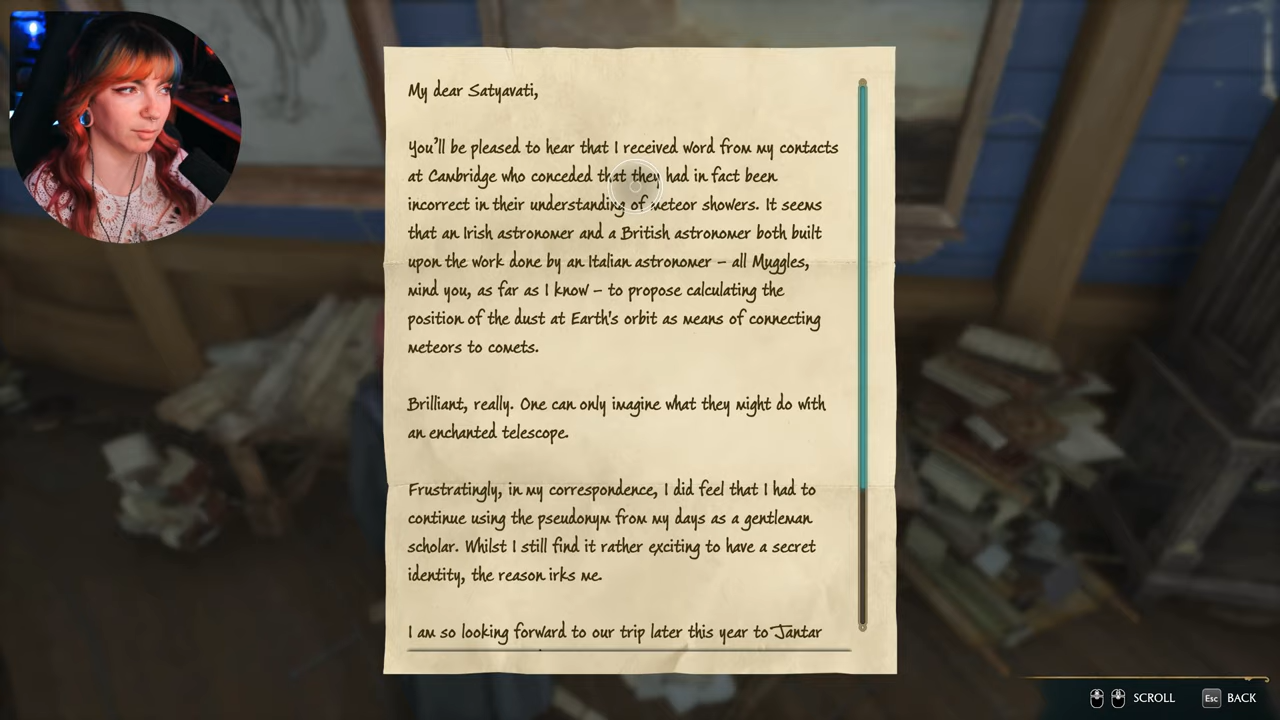 My dear Satyavati,
You'll be pleased to hear that I received word from my contacts
at Cambridge who conceded that they had in fact been
incorrect in their understanding of meteor showers. It seems
that an Irish astronomer and a British astronomer both built
upon the work done by an Italian astronomer – all Muggles,
mind you, as far as I know – to propose calculating the
position of the dust at Earth's orbit as means of connecting
meteors to comets.
Brilliant, really. One can only imagine what they might do with
an enchanted telescope.
Frustratingly, in my correspondence, I did feel that I had to
continue using the pseudonym from my days as a gentleman
scholar. Whilst I still find it rather exciting to have a secret
identity, the reason irks me.
I am so looking forward to our trip later this year to Jantar
SCROLL
Esc BACK